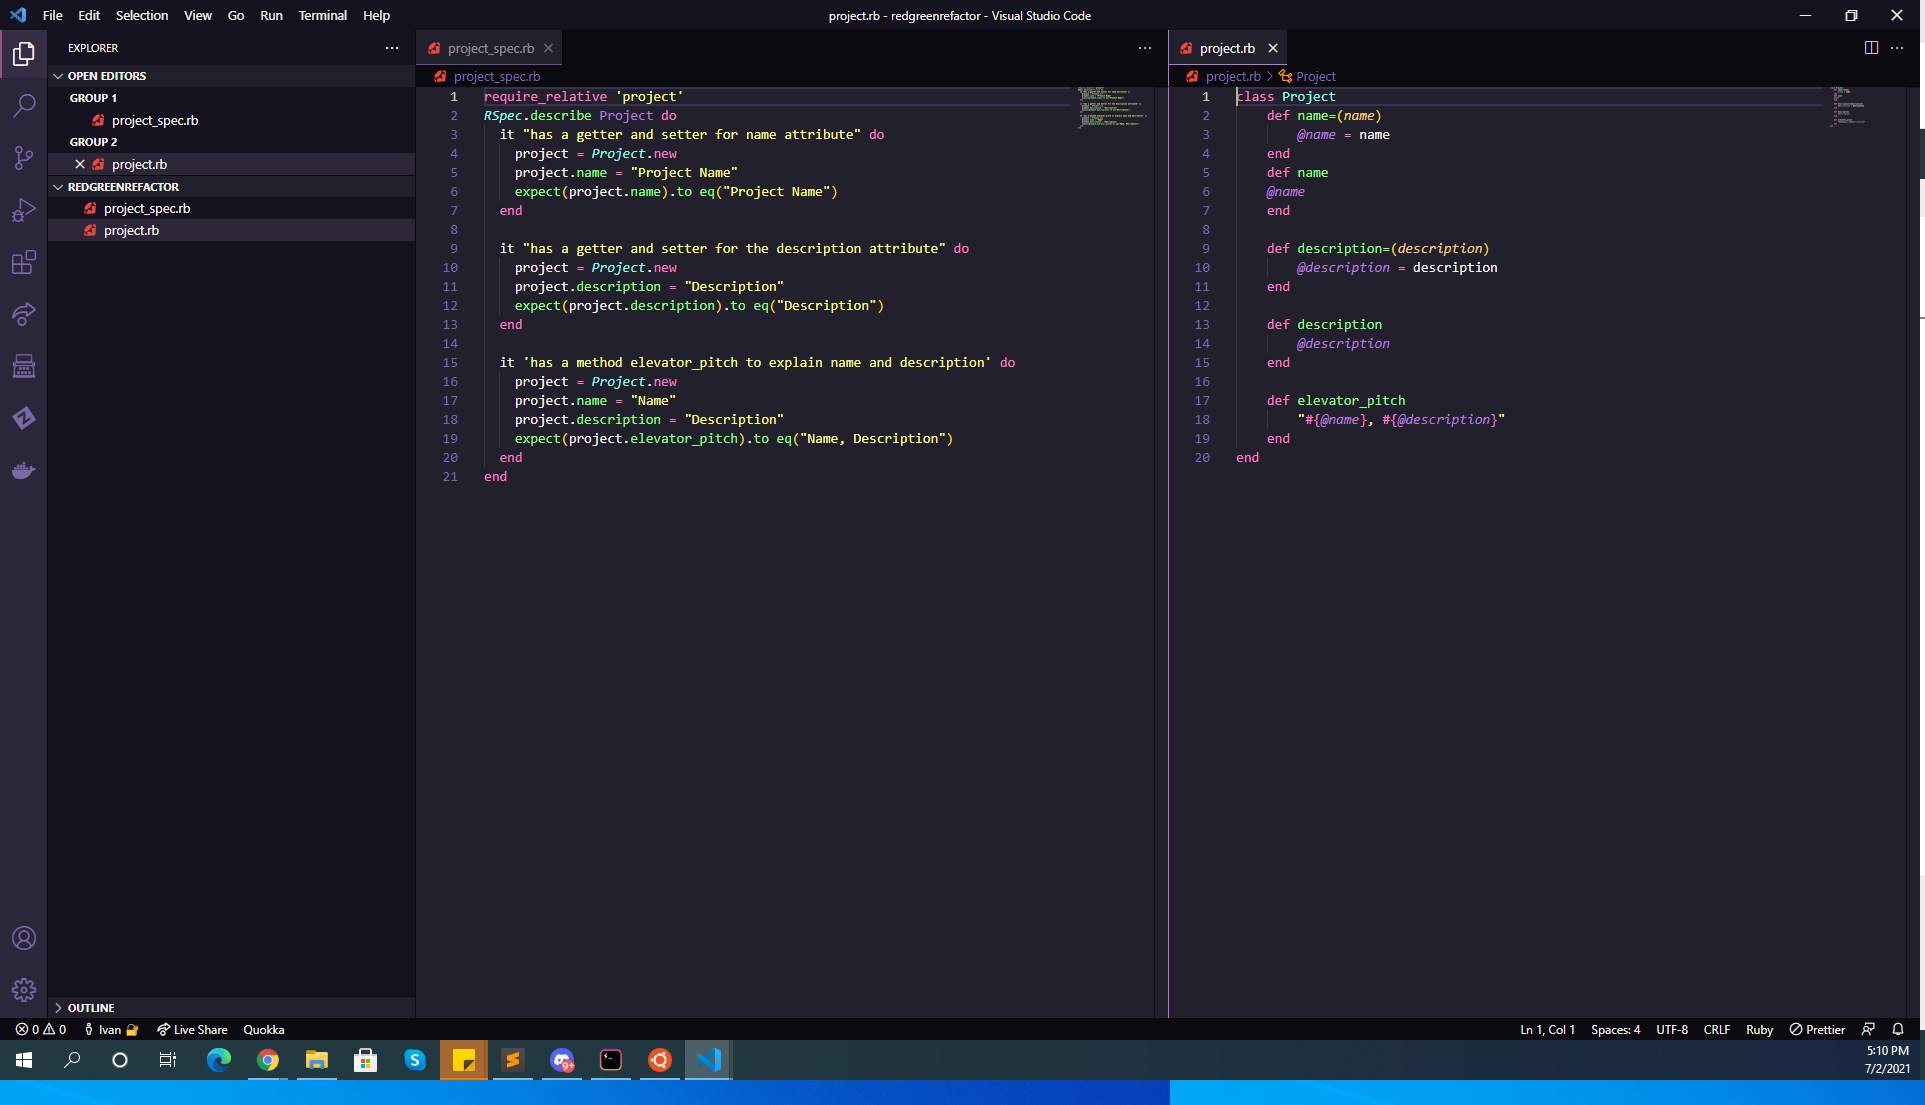 File Edit Selection View Go Run Terminal Help
project.rb - redgreenrefactor - Visual Studio Code
EXPLORER
OPEN EDITORS
GROUP 1
project_spec.rb
GROUP 2
project.rb
REDGREENREFACTOR
project_spec.rb
project.rb
OUTLINE
project_spec.rb
project_spec.rb
1 require_relative 'project'
2 RSpec.describe Project do
3 it "has a getter and setter for name attribute" do
4 project = Project.new
5 project.name = "Project Name"
6 expect(project.name).to eq("Project Name")
7 end
8
9 it "has a getter and setter for the description attribute" do
10 project = Project.new
11 project.description = "Description"
12 expect(project.description).to eq("Description")
13 end
14
15 it 'has a method elevator_pitch to explain name and description' do
16 project = Project.new
17 project.name = "Name"
18 project.description = "Description"
19 expect(project.elevator_pitch).to eq("Name, Description")
20 end
21 end
project.rb
project.rb > Project
1 class Project
2 def name=(name)
3 @name = name
4 end
5 def name
6 @name
7 end
8
9 def description=(description)
10 @description = description
11 end
12
13 def description
14 @description
15 end
16
17 def elevator_pitch
18 "#{@name}, #{@description}"
19 end
20 end
0 0 Ivan Live Share Quokka
Ln 1, Col 1 Spaces: 4 UTF-8 CRLF Ruby Prettier
9+
5:10 PM
7/2/2021